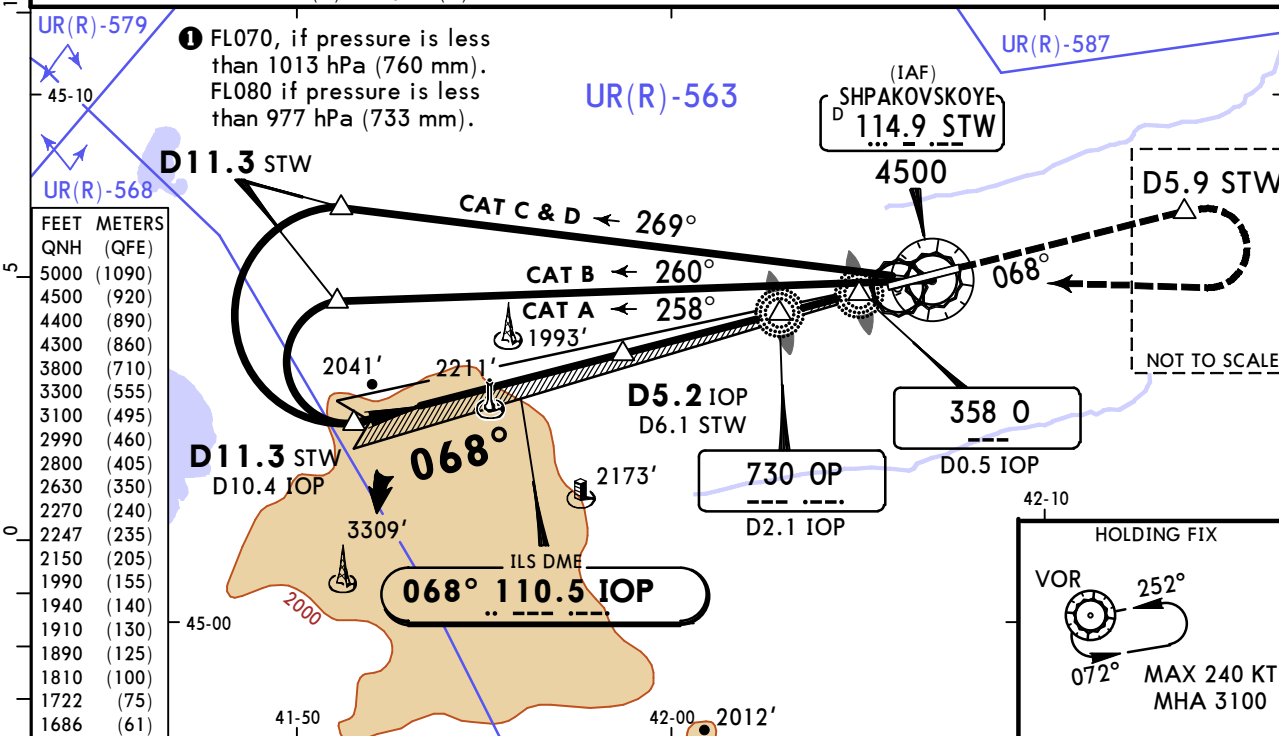 UR(R)-579
❶ FL070, if pressure is less
than 1013 hPa (760 mm).
FL080 if pressure is less
than 977 hPa (733 mm).
UR(R)-587
45-10
UR(R)-563
(IAF)
SHPAKOVSKOYE
D 114.9 STW
4500
D11.3 STW
UR(R)-568
D5.9 STW
068°
NOT TO SCALE
CAT C & D 269°
CAT B 260°
CAT A 258°
1993'
2041'
2211'
D5.2 IOP
D6.1 STW
358 O
D0.5 IOP
730 OP
D2.1 IOP
D11.3 STW
D10.4 IOP
068°
2173'
3309'
ILS DME
068° 110.5 IOP
2000
45-00
41-50
42-00
2012'
42-10
5
0
FEET METERS
QNH (QFE)
5000 (1090)
4500 (920)
4400 (890)
4300 (860)
3800 (710)
3300 (555)
3100 (495)
2990 (460)
2800 (405)
2630 (350)
2270 (240)
2247 (235)
2150 (205)
1990 (155)
1940 (140)
1910 (130)
1890 (125)
1810 (100)
1722 (75)
1686 (61)
HOLDING FIX
VOR
252°
072°
MAX 240 KT
MHA 3100